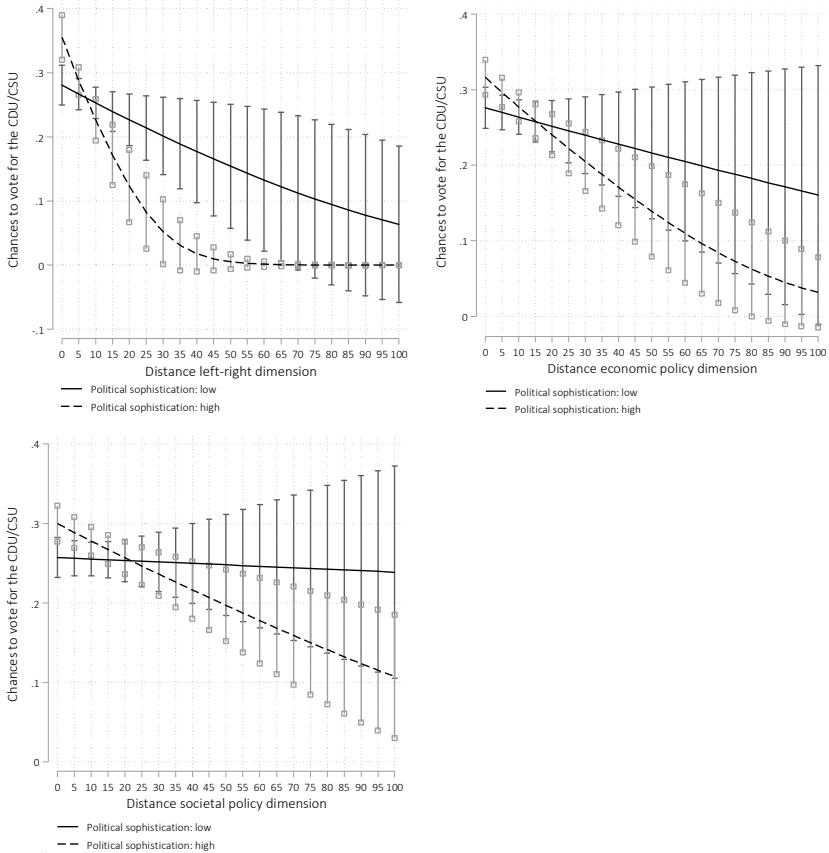 .4
.3
.2
.1
0
-.1
Chances to vote for the CDU/CSU
0 5 10 15 20 25 30 35 40 45 50 55 60 65 70 75 80 85 90 95 100
Distance left-right dimension
Political sophistication: low
Political sophistication: high
.4
.3
.2
.1
0
Chances to vote for the CDU/CSU
0 5 10 15 20 25 30 35 40 45 50 55 60 65 70 75 80 85 90 95 100
Distance economic policy dimension
Political sophistication: low
Political sophistication: high
.4
.3
.2
.1
0
Chances to vote for the CDU/CSU
0 5 10 15 20 25 30 35 40 45 50 55 60 65 70 75 80 85 90 95 100
Distance societal policy dimension
Political sophistication: low
Political sophistication: high